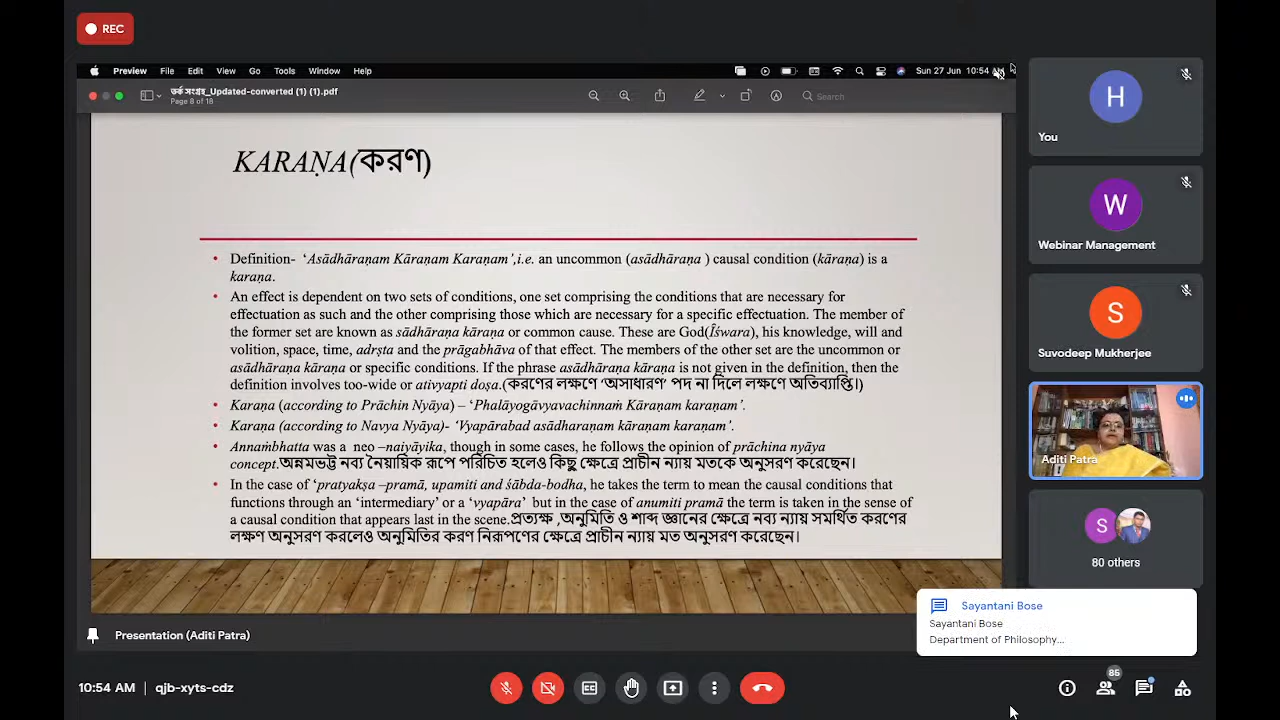 REC
Preview File Edit View Go Tools Window Help
Sun 27 Jun 10:54
তর্ক সংগ্রহ_Updated-converted (1) (1).pdf
Page 8 of 18
Search
KARAṆA(করণ)
• Definition- ‘Asādhāraṇam Kāraṇam Karaṇam’,i.e. an uncommon (asādhāraṇa ) causal condition (kāraṇa) is a
karaṇa.
• An effect is dependent on two sets of conditions, one set comprising the conditions that are necessary for
effectuation as such and the other comprising those which are necessary for a specific effectuation. The member of
the former set are known as sādhāraṇa kāraṇa or common cause. These are God(Īśwara), his knowledge, will and
volition, space, time, adṛsta and the prāgabhāva of that effect. The members of the other set are the uncommon or
asādhāraṇa kāraṇa or specific conditions. If the phrase asādhāraṇa kāraṇa is not given in the definition, then the
definition involves too-wide or ativyapti doṣa.(করণের লক্ষণে ‘অসাধারণ’ পদ না দিলে লক্ষণে অতিব্যাপ্তি।)
• Karaṇa (according to Prāchin Nyāya) – ‘Phalāyogāvyavachinnaṁ Kāraṇam karaṇam’.
• Karaṇa (according to Navya Nyāya)- ‘Vyapārabad asādharaṇam kāraṇam karaṇam’.
• Annaṁbhatta was a neo –naiyāyika, though in some cases, he follows the opinion of prāchina nyāya
concept.অন্নমভট্ট নব্য নৈয়ায়িক রূপে পরিচিত হলেও কিছু ক্ষেত্রে প্রাচীন ন্যায় মতকে অনুসরণ করেছেন।
• In the case of ‘pratyakṣa –pramā, upamiti and śābda-bodha, he takes the term to mean the causal conditions that
functions through an ‘intermediary’ or a ‘vyapāra’ but in the case of anumiti pramā the term is taken in the sense of
a causal condition that appears last in the scene.প্রত্যক্ষ ,অনুমিতি ও শাব্দ জ্ঞানের ক্ষেত্রে নব্য ন্যায় সমর্থিত করণের
লক্ষণ অনুসরণ করলেও অনুমিতির করণ নিরূপণের ক্ষেত্রে প্রাচীন ন্যায় মত অনুসরণ করেছেন।
H
You
W
Webinar Management
S
Suvodeep Mukherjee
Aditi Patra
S
80 others
Sayantani Bose
Sayantani Bose
Department of Philosophy...
Presentation (Aditi Patra)
10:54 AM | qjb-xyts-cdz
85